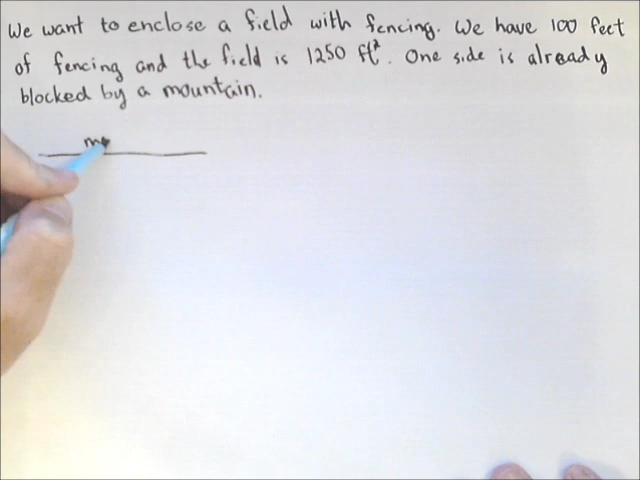 We want to enclose a field with fencing. We have 100 feet
of fencing and the field is 1250 ft². One side is already
blocked by a mountain.
m